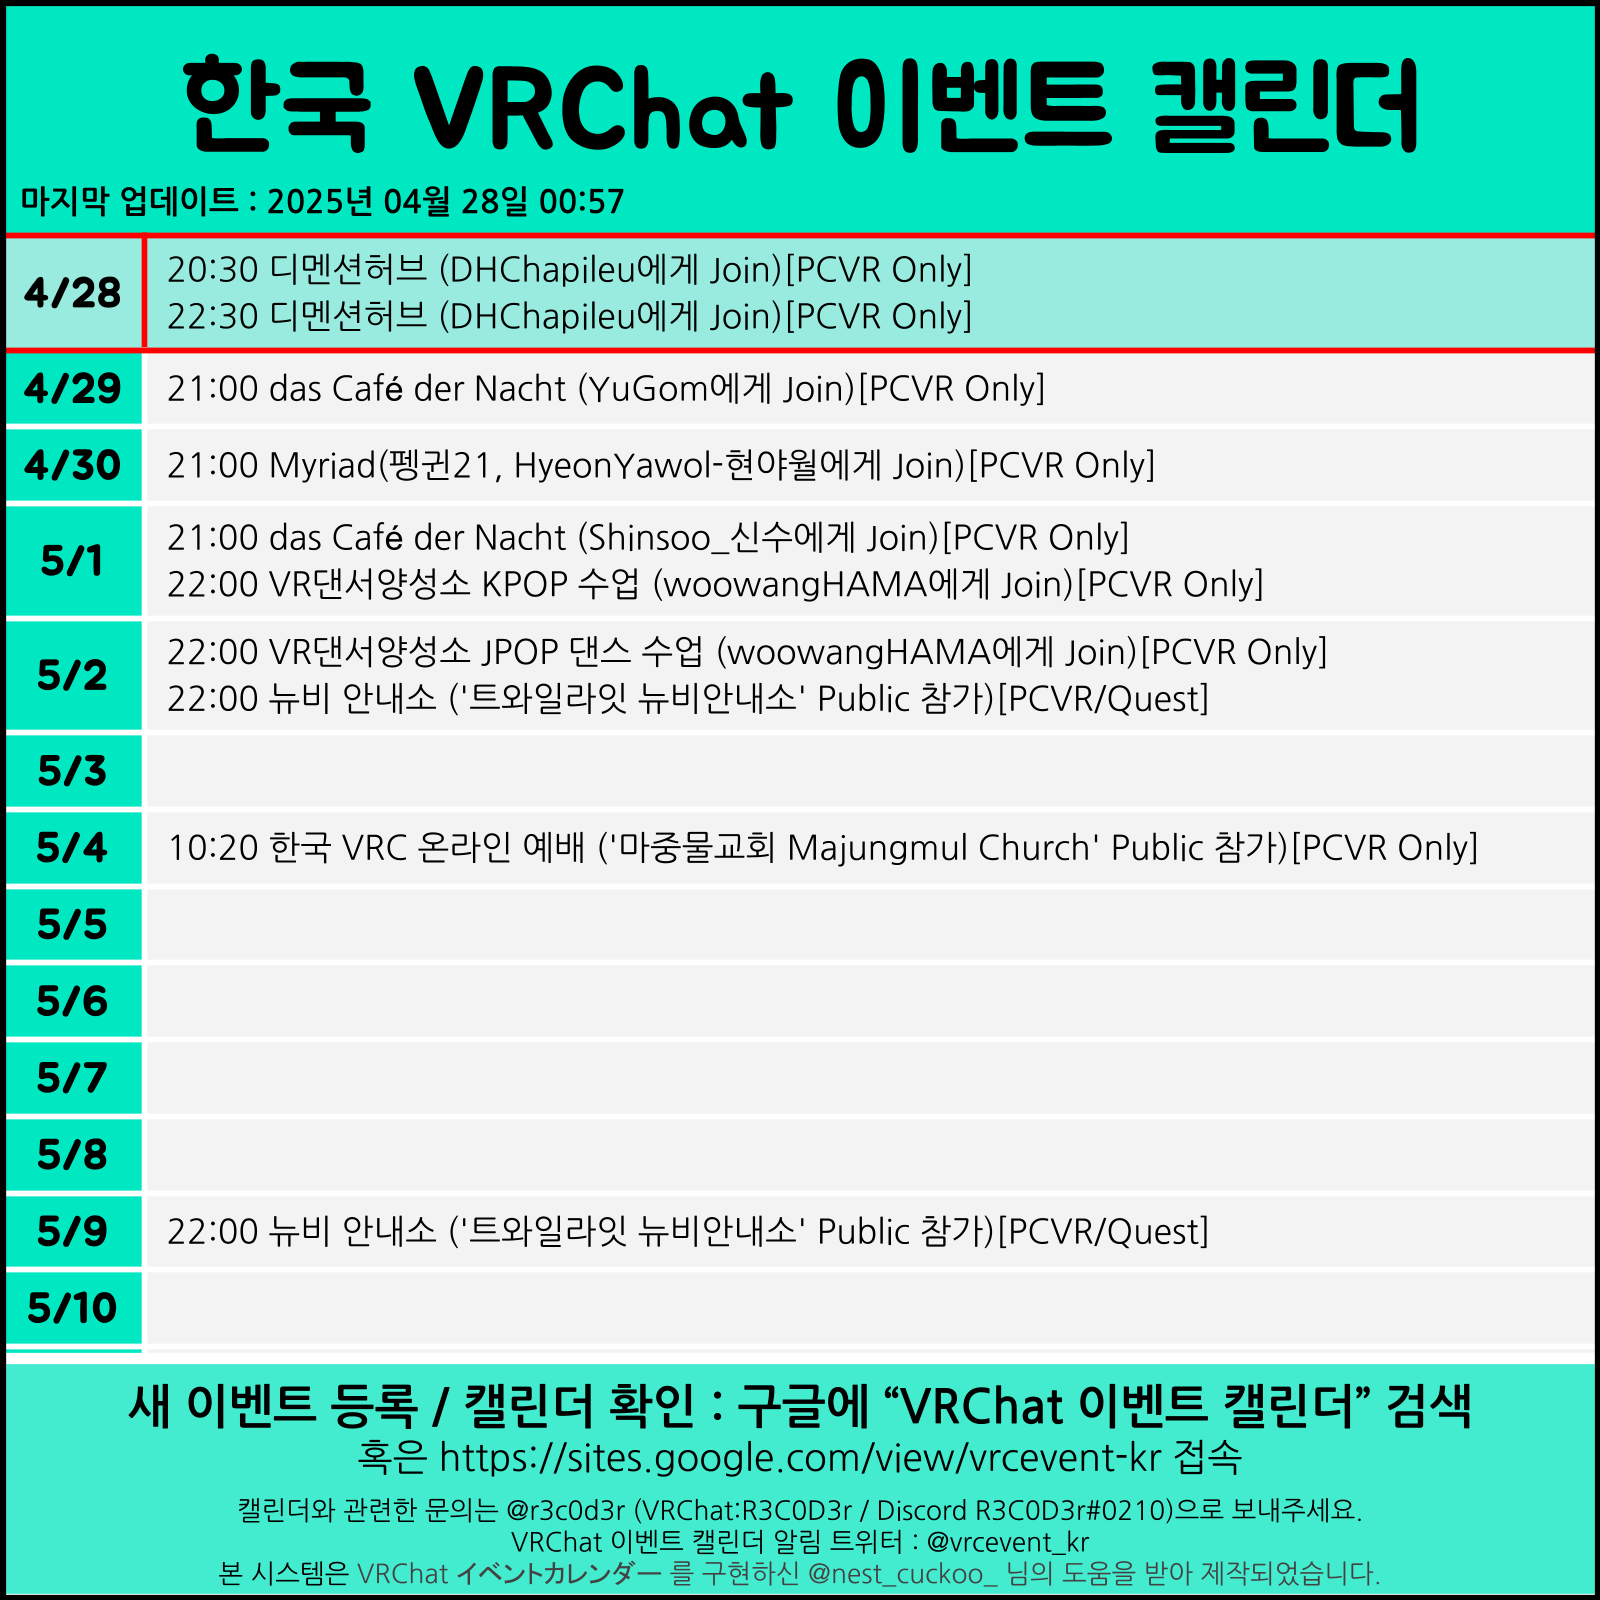 한국 VRChat 이벤트 캘린더
마지막 업데이트 : 2025년 04월 28일 00:57
4/28
20:30 디멘션허브 (DHChapileu에게 Join)[PCVR Only]
22:30 디멘션허브 (DHChapileu에게 Join)[PCVR Only]
4/29
21:00 das Café der Nacht (YuGom에게 Join)[PCVR Only]
4/30
21:00 Myriad(펭귄21, HyeonYawol-현야월에게 Join)[PCVR Only]
5/1
21:00 das Café der Nacht (Shinsoo_신수에게 Join)[PCVR Only]
22:00 VR댄서양성소 KPOP 수업 (woowangHAMA에게 Join)[PCVR Only]
5/2
22:00 VR댄서양성소 JPOP 댄스 수업 (woowangHAMA에게 Join)[PCVR Only]
22:00 뉴비 안내소 ('트와일라잇 뉴비안내소' Public 참가)[PCVR/Quest]
5/3
5/4
10:20 한국 VRC 온라인 예배 ('마중물교회 Majungmul Church' Public 참가)[PCVR Only]
5/5
5/6
5/7
5/8
5/9
22:00 뉴비 안내소 ('트와일라잇 뉴비안내소' Public 참가)[PCVR/Quest]
5/10
새 이벤트 등록 / 캘린더 확인 : 구글에 “VRChat 이벤트 캘린더” 검색
혹은 https://sites.google.com/view/vrcevent-kr 접속
캘린더와 관련한 문의는 @r3c0d3r (VRChat:R3C0D3r / Discord R3C0D3r#0210)으로 보내주세요.
VRChat 이벤트 캘린더 알림 트위터 : @vrcevent_kr
본 시스템은 VRChat イベントカレンダー 를 구현하신 @nest_cuckoo_ 님의 도움을 받아 제작되었습니다.